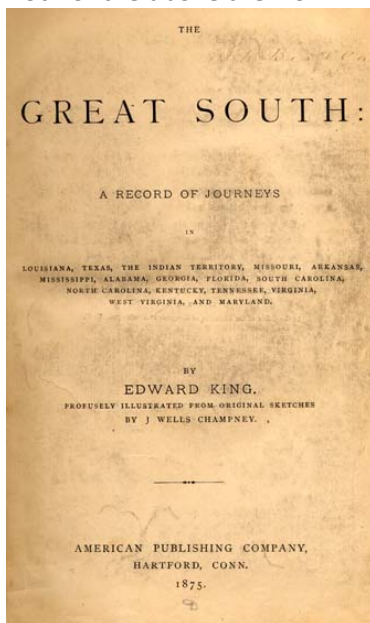 THE
GREAT SOUTH:
A RECORD OF JOURNEYS
IN
LOUISIANA, TEXAS, THE INDIAN TERRITORY, MISSOURI, ARKANSAS,
MISSISSIPPI, ALABAMA, GEORGIA, FLORIDA, SOUTH CAROLINA,
NORTH CAROLINA, KENTUCKY, TENNESSEE, VIRGINIA,
WEST VIRGINIA, AND MARYLAND.
BY
EDWARD KING.
PROFUSELY ILLUSTRATED FROM ORIGINAL SKETCHES
BY J WELLS CHAMPNEY.
AMERICAN PUBLISHING COMPANY,
HARTFORD, CONN.
1875.